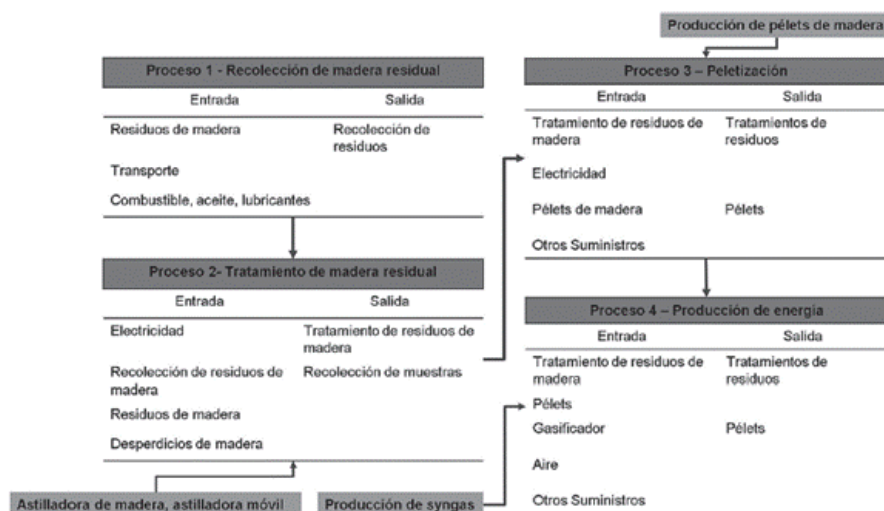 Producción de pélets de madera
Proceso 1 - Recolección de madera residual
Entrada Salida
Residuos de madera Recolección de
residuos
Transporte
Combustible, aceite, lubricantes
Proceso 2- Tratamiento de madera residual
Entrada Salida
Electricidad Tratamiento de residuos de
madera
Recolección de residuos de Recolección de muestras
madera
Residuos de madera
Desperdicios de madera
Astilladora de madera, astilladora móvil
Proceso 3 – Peletización
Entrada Salida
Tratamiento de residuos de Tratamientos de
madera residuos
Electricidad
Pélets de madera Pélets
Otros Suministros
Proceso 4 – Producción de energia
Entrada Salida
Tratamiento de residuos de Tratamientos de
madera residuos
Pélets
Gasificador Pélets
Aire
Otros Suministros
Producción de syngas